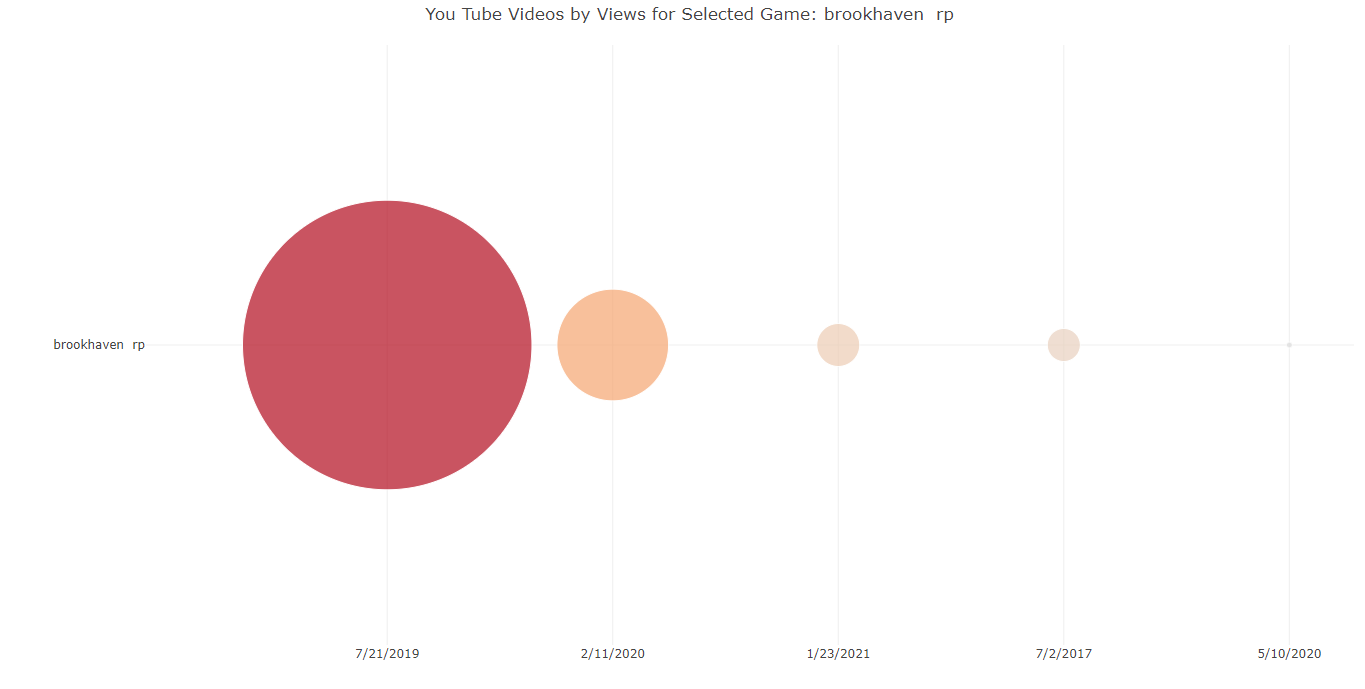 You Tube Videos by Views for Selected Game: brookhaven  rp
brookhaven  rp
7/21/2019 2/11/2020 1/23/2021 7/2/2017 5/10/2020